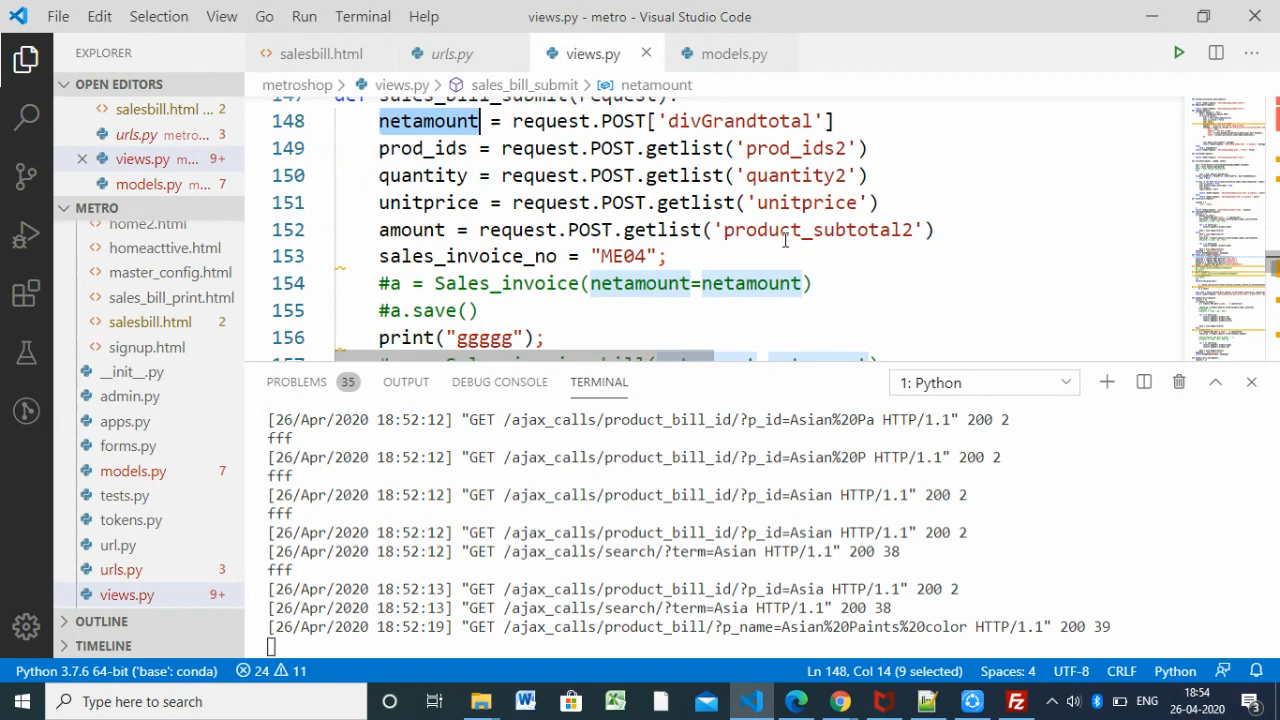 File Edit Selection View Go Run Terminal Help views.py - metro - Visual Studio Code
EXPLORER
salesbill.html urls.py views.py models.py
OPEN EDITORS
salesbill.html 2
urls.py metro... 3
views.py m... 9+
models.py ... 7
METRO
home2.html
homeacttive.html
master_config.html
sales_bill_print.html
salesbill.html 2
signup.html
__init__.py
admin.py
apps.py
forms.py
models.py 7
tests.py
tokens.py
url.py
urls.py 3
views.py 9+
OUTLINE
TIMELINE
metroshop > views.py > sales_bill_submit > netamount
147 def sales_bill_submit(request):
148 netamount = request.POST['di/Grandtotal']
149 prod_ids = request.POST.getlist('prod_ids2')
150 quantity = request.POST.getlist('quantity2')
151 unitprice = request.POST.getlist('unitprice')
152 amount = request.POST.getlist('product_subtotal2')
153 sales_invoice_no = "ME04";
154 #a = Sales_invoice(netamount=netamount)
155 #a.save()
156 print("ggggg")
157
PROBLEMS 35 OUTPUT DEBUG CONSOLE TERMINAL 1: Python
[26/Apr/2020 18:52:12] "GET /ajax_calls/product_bill_id/?p_id=Asian%20Pa HTTP/1.1" 200 2
fff
[26/Apr/2020 18:52:12] "GET /ajax_calls/product_bill_id/?p_id=Asian%20P HTTP/1.1" 200 2
fff
[26/Apr/2020 18:52:12] "GET /ajax_calls/product_bill_id/?p_id=Asian HTTP/1.1" 200 2
fff
[26/Apr/2020 18:52:12] "GET /ajax_calls/product_bill_id/?p_id=Asian HTTP/1.1" 200 2
[26/Apr/2020 18:52:12] "GET /ajax_calls/search/?term=Asian HTTP/1.1" 200 38
fff
[26/Apr/2020 18:52:13] "GET /ajax_calls/product_bill_id/?p_id=Asia HTTP/1.1" 200 2
[26/Apr/2020 18:52:13] "GET /ajax_calls/search/?term=Asia HTTP/1.1" 200 38
[26/Apr/2020 18:52:19] "GET /ajax_calls/product_bill/?p_name=Asian%20Paints%20color HTTP/1.1" 200 39
Python 3.7.6 64-bit ('base': conda) 24 11 Ln 148, Col 14 (9 selected) Spaces: 4 UTF-8 CRLF Python
Type here to search
ENG
18:54
26-04-2020
3